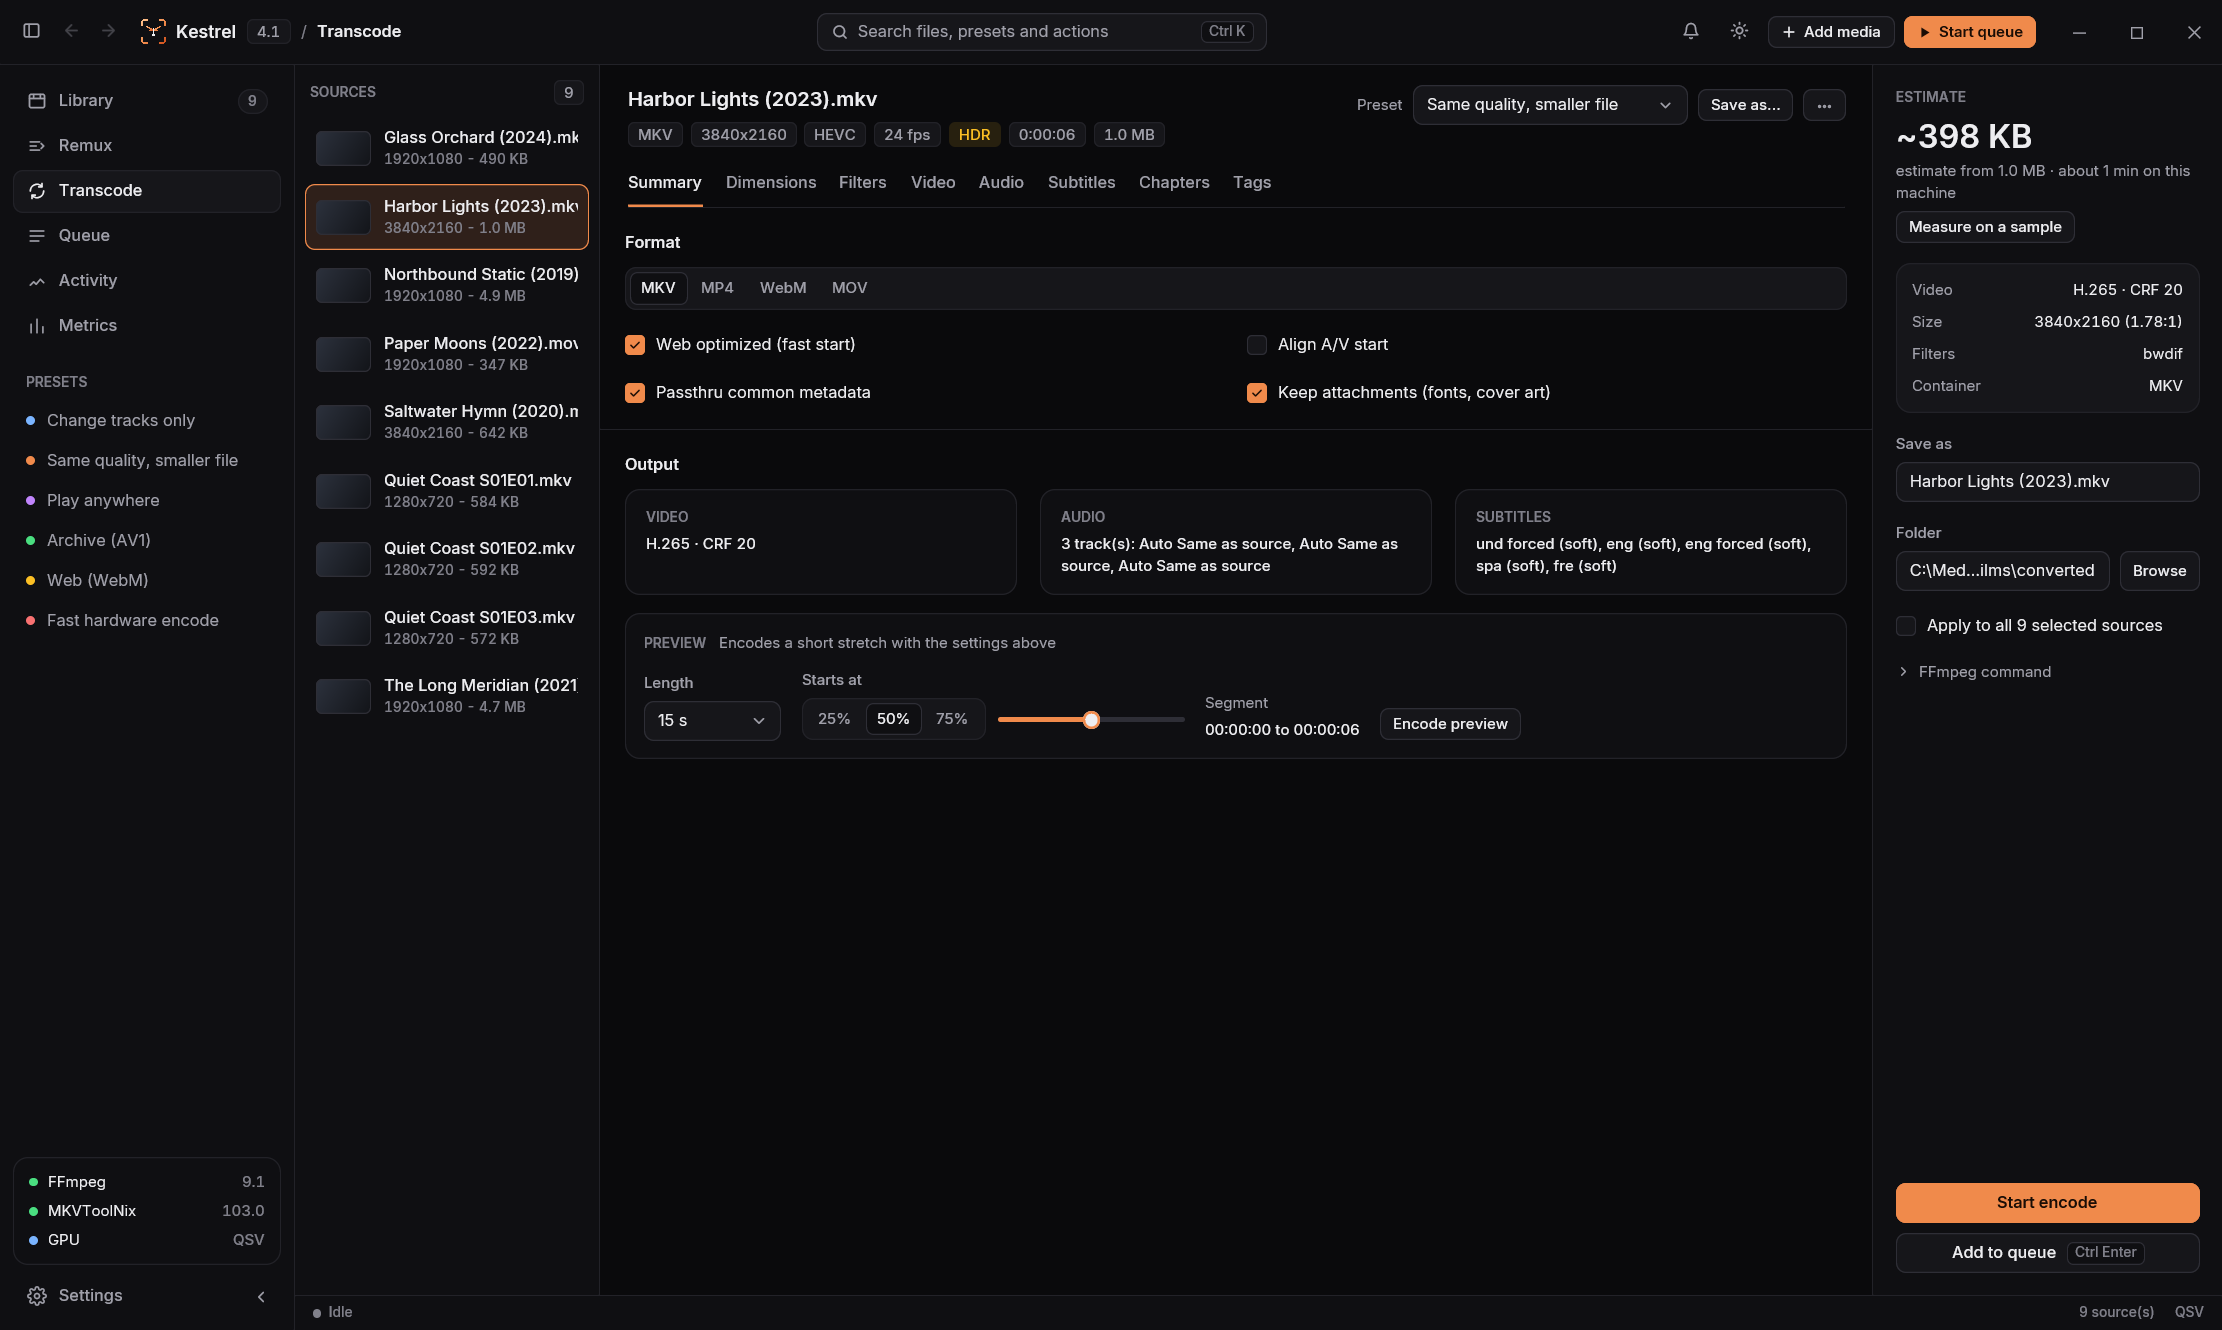 Kestrel 4.1 / Transcode
Search files, presets and actions Ctrl K
Add media
Start queue
Library 9
Remux
Transcode
Queue
Activity
Metrics
PRESETS
Change tracks only
Same quality, smaller file
Play anywhere
Archive (AV1)
Web (WebM)
Fast hardware encode
FFmpeg 9.1
MKVToolNix 103.0
GPU QSV
Settings
SOURCES 9
Glass Orchard (2024).mk
1920x1080 - 490 KB
Harbor Lights (2023).mkv
3840x2160 - 1.0 MB
Northbound Static (2019)
1920x1080 - 4.9 MB
Paper Moons (2022).mov
1920x1080 - 347 KB
Saltwater Hymn (2020).m
3840x2160 - 642 KB
Quiet Coast S01E01.mkv
1280x720 - 584 KB
Quiet Coast S01E02.mkv
1280x720 - 592 KB
Quiet Coast S01E03.mkv
1280x720 - 572 KB
The Long Meridian (2021)
1920x1080 - 4.7 MB
Harbor Lights (2023).mkv
MKV 3840x2160 HEVC 24 fps HDR 0:00:06 1.0 MB
Preset Same quality, smaller file Save as... ...
Summary Dimensions Filters Video Audio Subtitles Chapters Tags
Format
MKV MP4 WebM MOV
Web optimized (fast start)
Align A/V start
Passthru common metadata
Keep attachments (fonts, cover art)
Output
VIDEO
H.265 · CRF 20
AUDIO
3 track(s): Auto Same as source, Auto Same as
source, Auto Same as source
SUBTITLES
und forced (soft), eng (soft), eng forced (soft),
spa (soft), fre (soft)
PREVIEW Encodes a short stretch with the settings above
Length
15 s
Starts at
25% 50% 75%
Segment
00:00:00 to 00:00:06
Encode preview
ESTIMATE
~398 KB
estimate from 1.0 MB · about 1 min on this
machine
Measure on a sample
Video H.265 · CRF 20
Size 3840x2160 (1.78:1)
Filters bwdif
Container MKV
Save as
Harbor Lights (2023).mkv
Folder
C:\Med...ilms\converted Browse
Apply to all 9 selected sources
FFmpeg command
Start encode
Add to queue Ctrl Enter
Idle
9 source(s) QSV